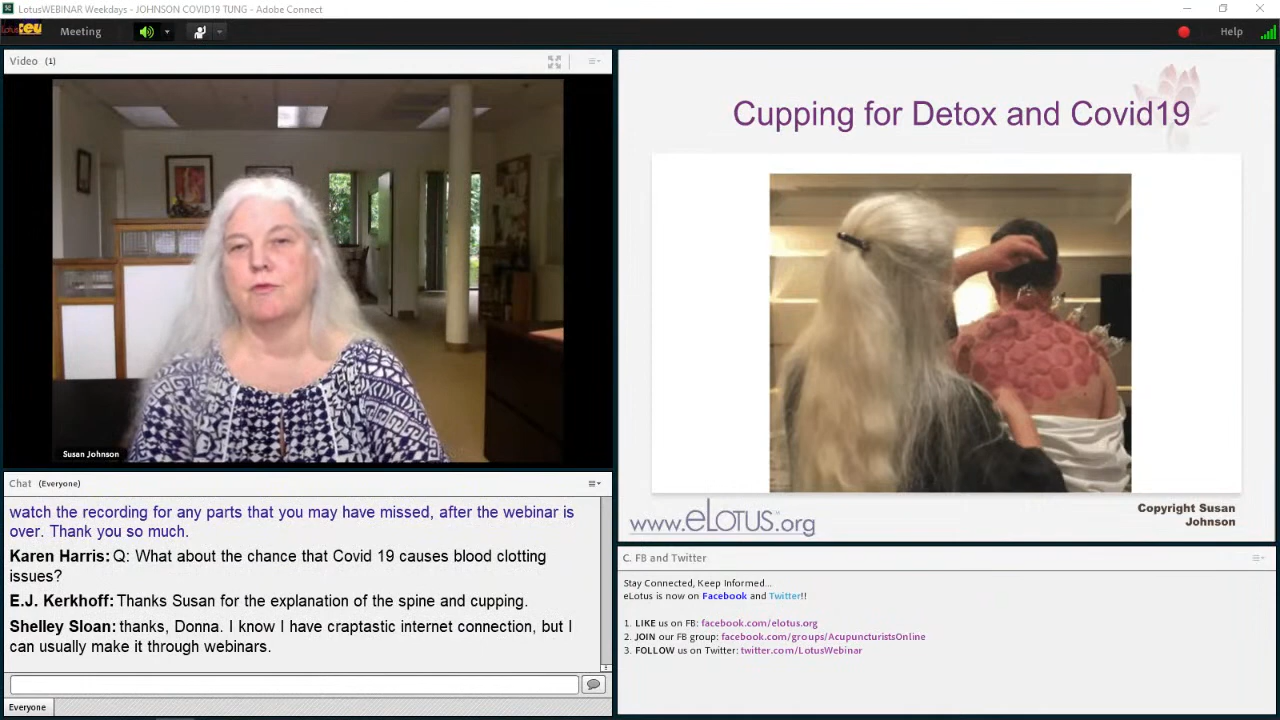 LotusWEBINAR Weekdays - JOHNSON COVID19 TUNG - Adobe Connect
Meeting
Help
Video (1)
Susan Johnson
Cupping for Detox and Covid19
www.eLOTUS.org
Copyright Susan
Johnson
Chat (Everyone)
watch the recording for any parts that you may have missed, after the webinar is
over. Thank you so much.
Karen Harris: Q: What about the chance that Covid 19 causes blood clotting
issues?
E.J. Kerkhoff: Thanks Susan for the explanation of the spine and cupping.
Shelley Sloan: thanks, Donna. I know I have craptastic internet connection, but I
can usually make it through webinars.
Everyone
C. FB and Twitter
Stay Connected, Keep Informed...
eLotus is now on Facebook and Twitter!!
1. LIKE us on FB: facebook.com/elotus.org
2. JOIN our FB group: facebook.com/groups/AcupuncturistsOnline
3. FOLLOW us on Twitter: twitter.com/LotusWebinar